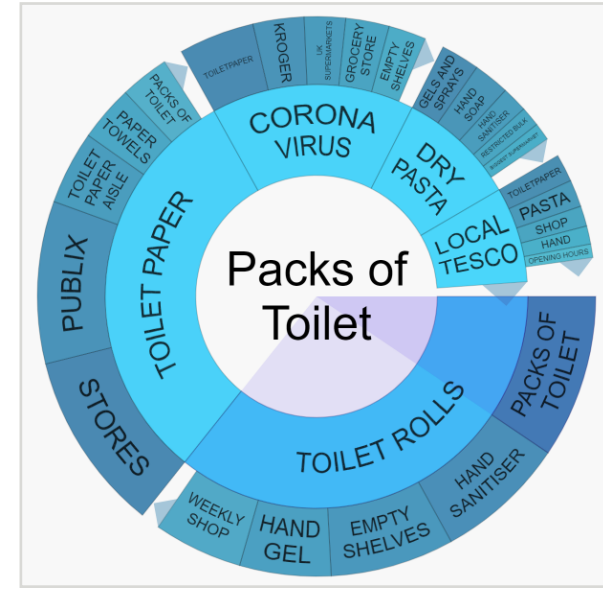 Packs of
Toilet
CORONA
VIRUS
DRY
PASTA
LOCAL
TESCO
TOILET ROLLS
TOILET PAPER
TOILETPAPER
KROGER
UK
SUPERMARKETS
GROCERY
STORE
EMPTY
SHELVES
GELS AND
SPRAYS
HAND
SOAP
HAND
SANITISER
RESTRICTED BULK
BIGGEST SUPERMARKET
TOILETPAPER
PASTA
SHOP
HAND
OPENING HOURS
PACKS OF
TOILET
HAND
SANITISER
EMPTY
SHELVES
HAND
GEL
WEEKLY
SHOP
STORES
PUBLIX
TOILET
PAPER
AISLE
PAPER
TOWELS
PACKS OF
TOILET